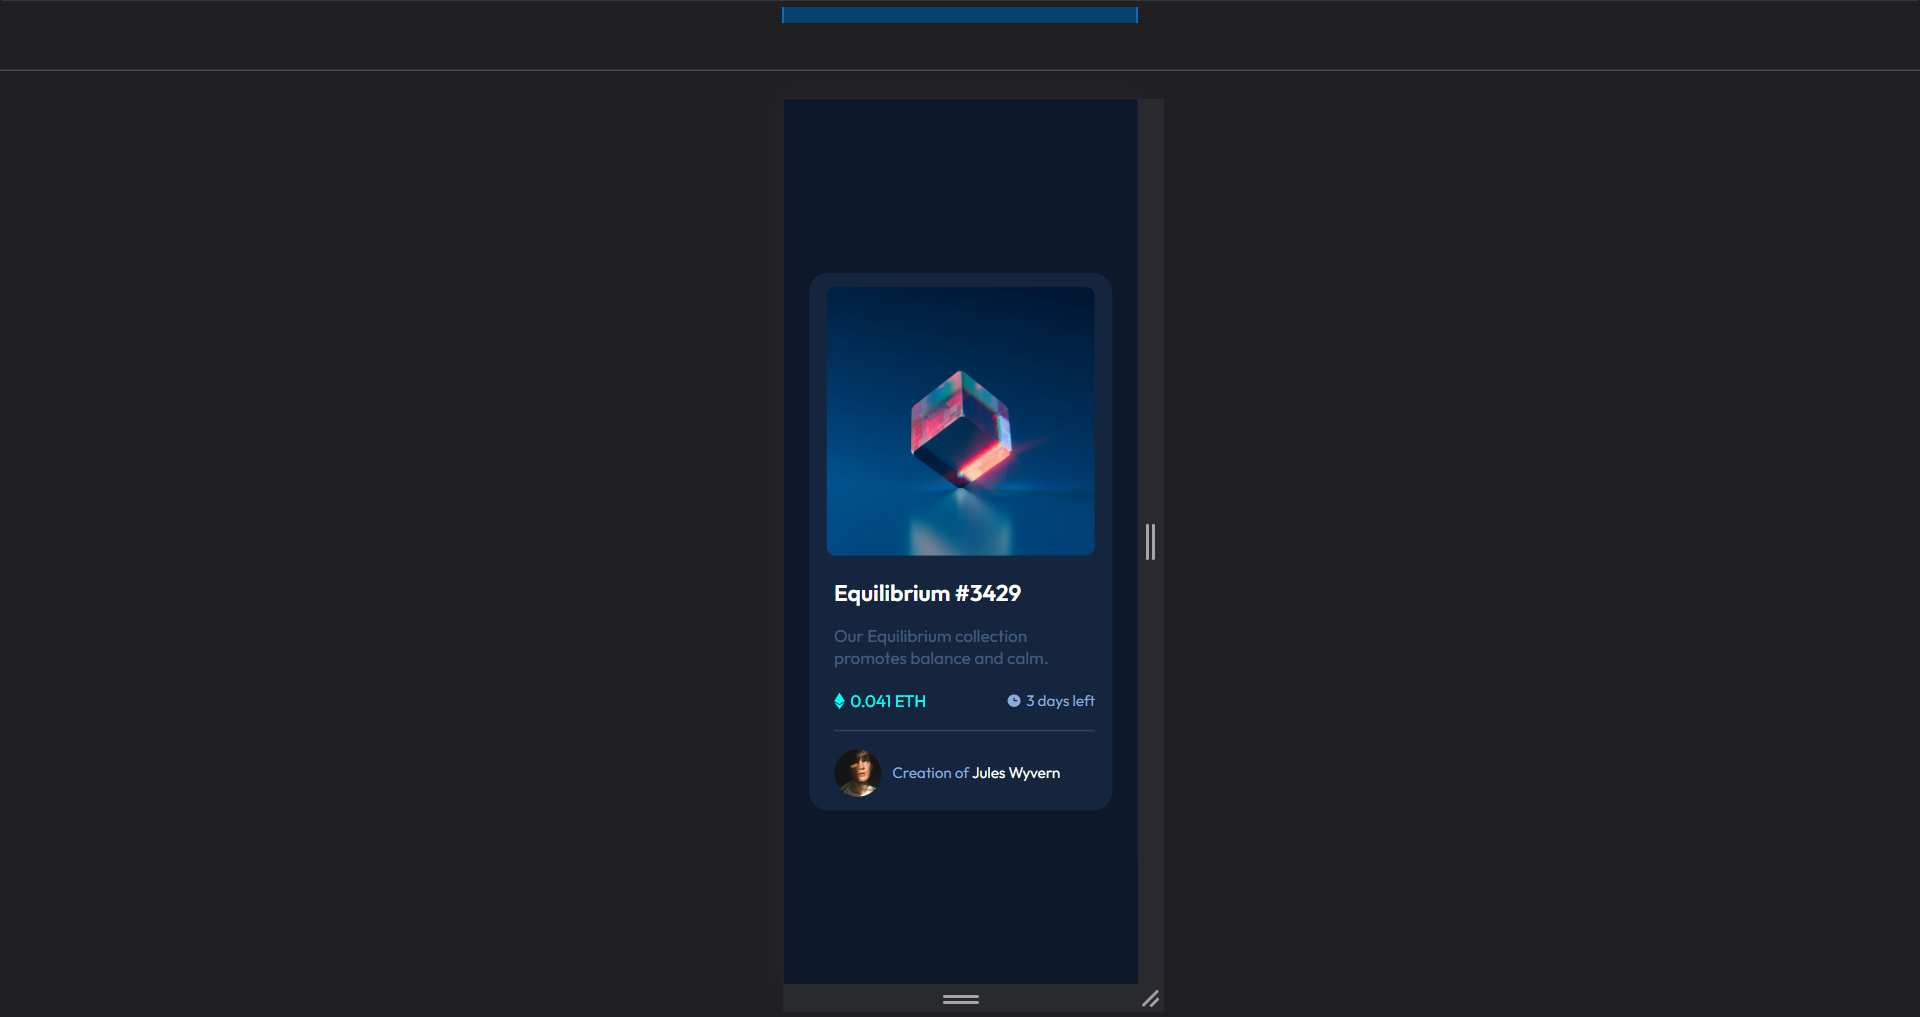 Equilibrium #3429
Our Equilibrium collection
promotes balance and calm.
0.041 ETH
3 days left
Creation of Jules Wyvern